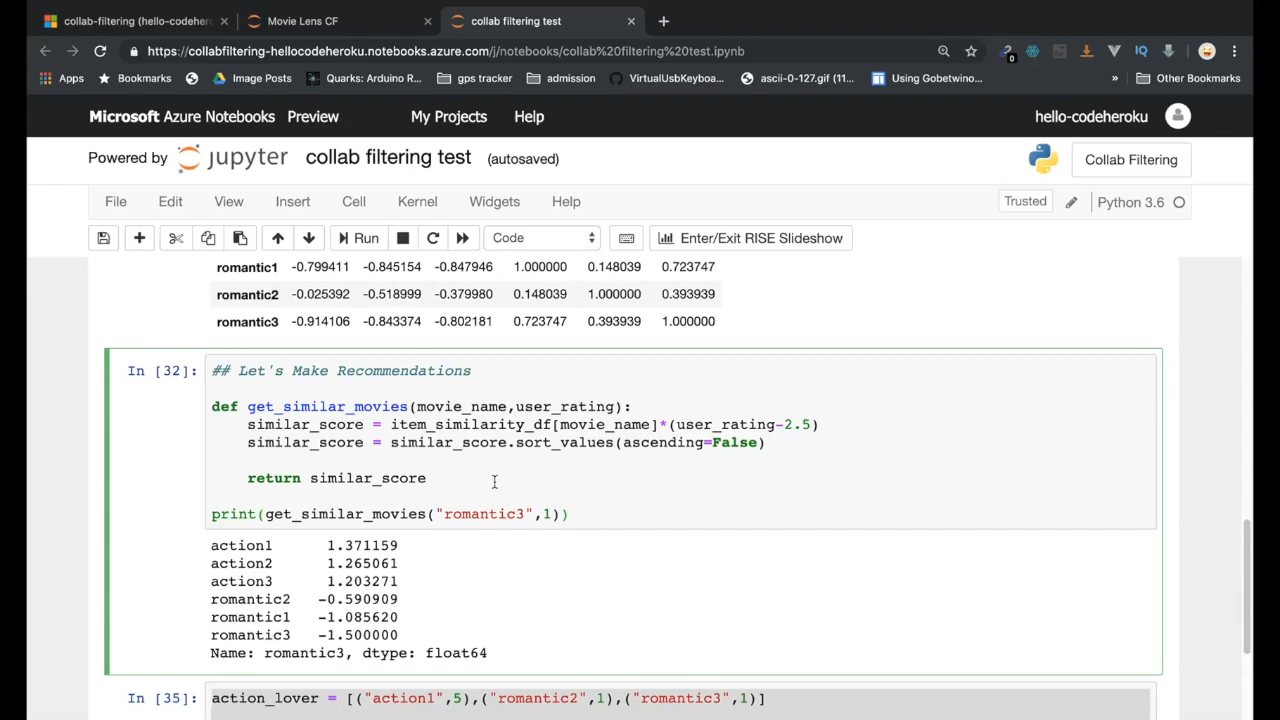 collab-filtering (hello-codeher
Movie Lens CF
collab filtering test
https://collabfiltering-hellocodeheroku.notebooks.azure.com/j/notebooks/collab%20filtering%20test.ipynb
Apps
Bookmarks
Image Posts
Quarks: Arduino R...
gps tracker
admission
VirtualUsbKeyboa...
ascii-0-127.gif (11...
Using Gobetwino...
»
Other Bookmarks
Microsoft Azure Notebooks Preview My Projects Help hello-codeheroku
Powered by jupyter collab filtering test (autosaved) Collab Filtering
File Edit View Insert Cell Kernel Widgets Help Trusted Python 3.6
Run Code Enter/Exit RISE Slideshow
romantic1 -0.799411 -0.845154 -0.847946 1.000000 0.148039 0.723747
romantic2 -0.025392 -0.518999 -0.379980 0.148039 1.000000 0.393939
romantic3 -0.914106 -0.843374 -0.802181 0.723747 0.393939 1.000000
In [32]: ## Let's Make Recommendations
def get_similar_movies(movie_name,user_rating):
similar_score = item_similarity_df[movie_name]*(user_rating-2.5)
similar_score = similar_score.sort_values(ascending=False)
return similar_score
print(get_similar_movies("romantic3",1))
action1 1.371159
action2 1.265061
action3 1.203271
romantic2 -0.590909
romantic1 -1.085620
romantic3 -1.500000
Name: romantic3, dtype: float64
In [35]: action_lover = [("action1",5),("romantic2",1),("romantic3",1)]